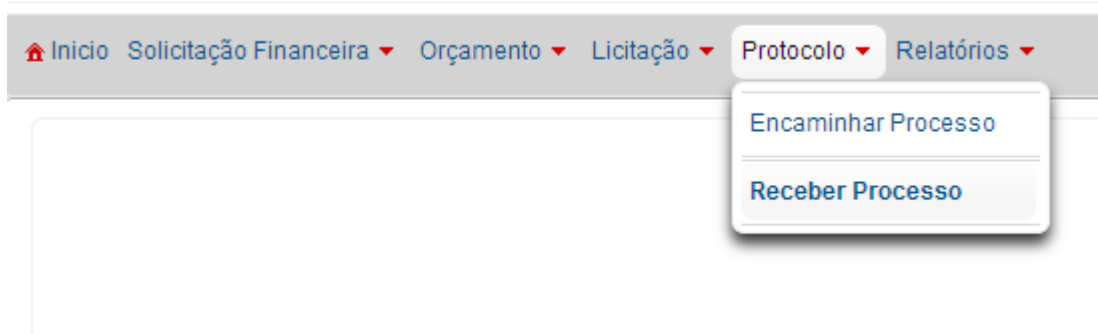 Inicio Solicitação Financeira Orçamento Licitação Protocolo Relatórios
Encaminhar Processo
Receber Processo